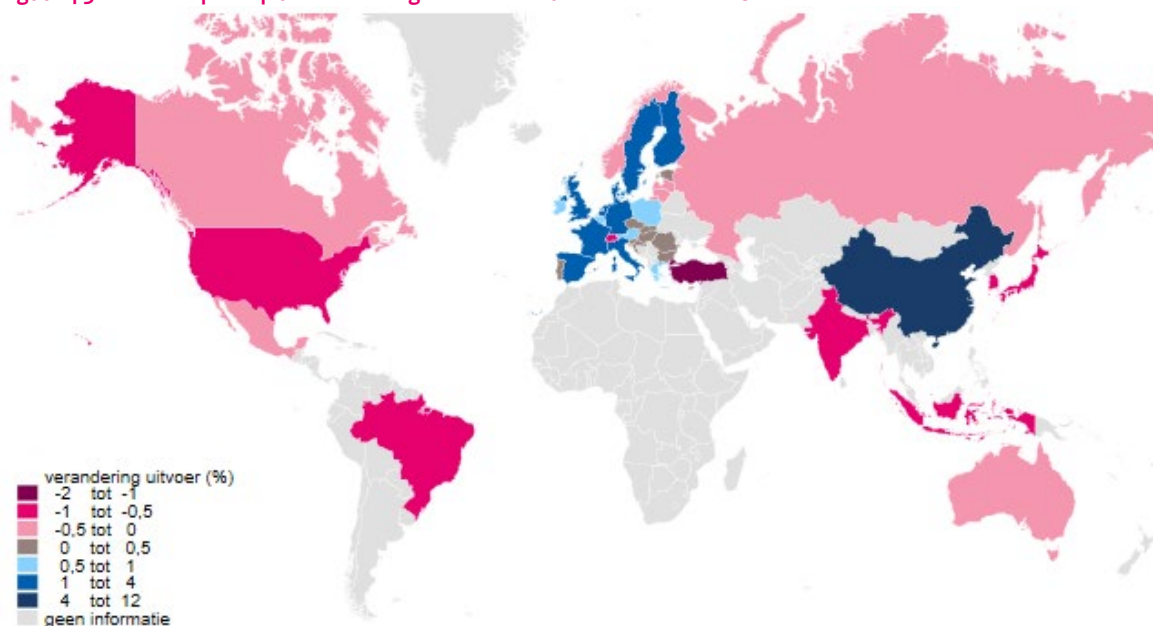 verandering uitvoer (%)
-2 tot -1
-1 tot -0,5
-0,5 tot 0
0 tot 0,5
0,5 tot 1
1 tot 4
4 tot 12
geen informatie